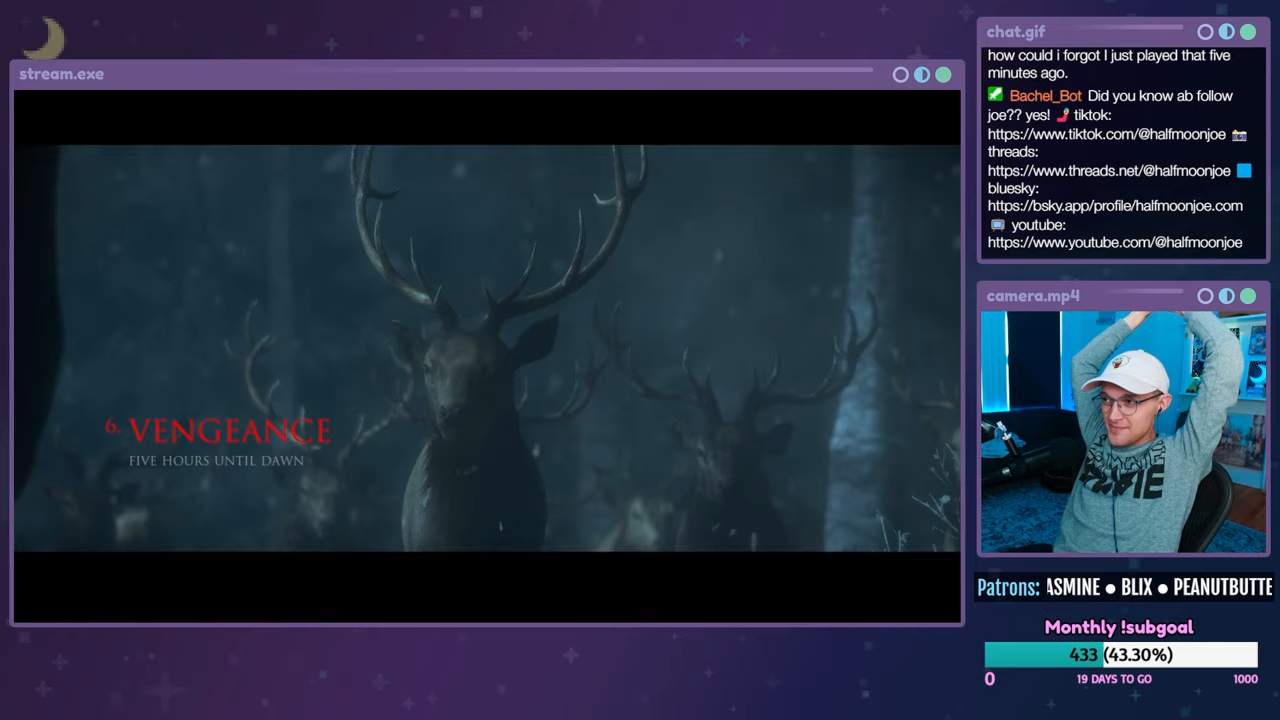 stream.exe
6. VENGEANCE
FIVE HOURS UNTIL DAWN
chat.gif
how could i forgot I just played that five
minutes ago.
Bachel_Bot Did you know ab follow
joe?? yes! 💅 tiktok:
https://www.tiktok.com/@halfmoonjoe 📸
threads:
https://www.threads.net/@halfmoonjoe 🟦
bluesky:
https://bsky.app/profile/halfmoonjoe.com
📺 youtube:
https://www.youtube.com/@halfmoonjoe
camera.mp4
Patrons: ASMINE ● BLIX ● PEANUTBUTTE
Monthly !subgoal
433 (43.30%)
0 19 DAYS TO GO 1000